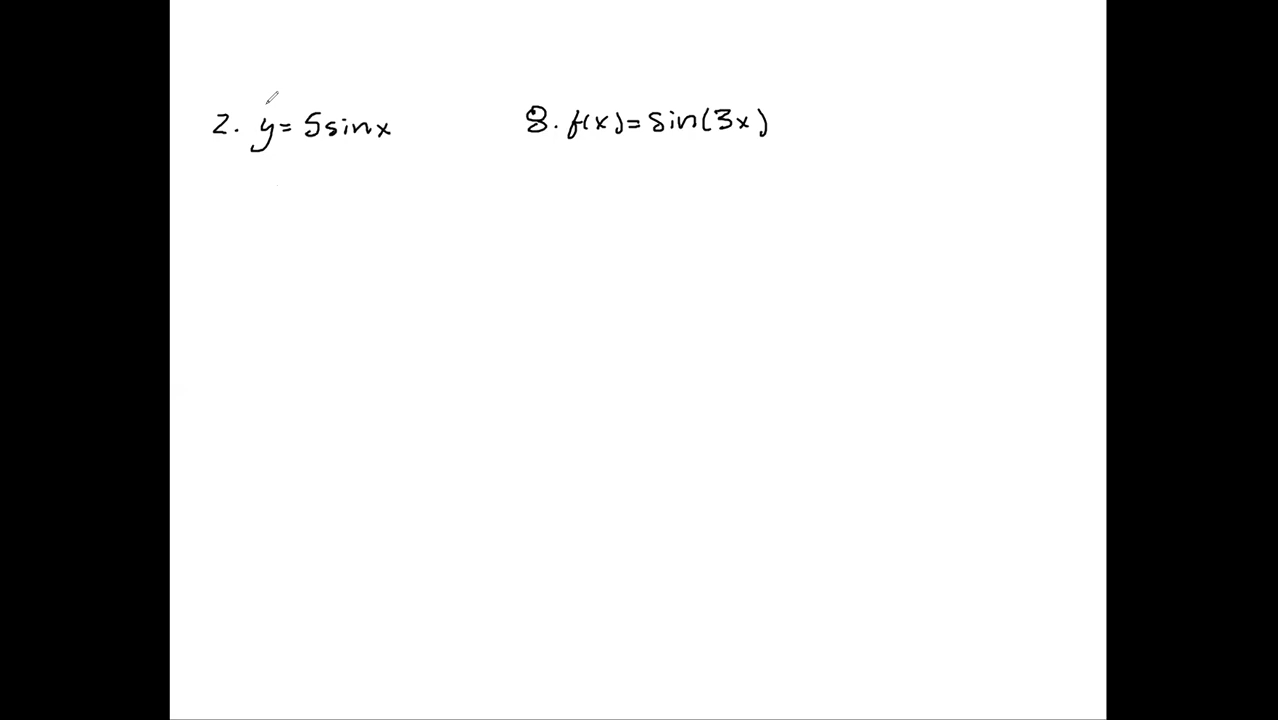 2. y = 5sinx
8. f(x) = sin(3x)